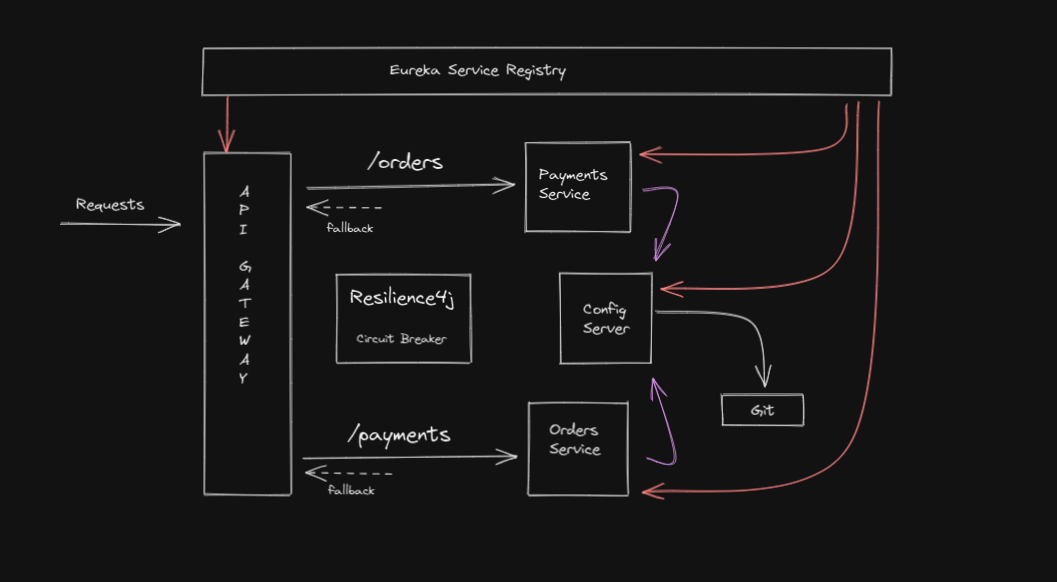 Eureka Service Registry
Requests
A
P
I
G
A
T
E
W
A
Y
/orders
fallback
Payments
Service
Resilience4j
Circuit Breaker
Config
Server
Git
/payments
fallback
Orders
Service